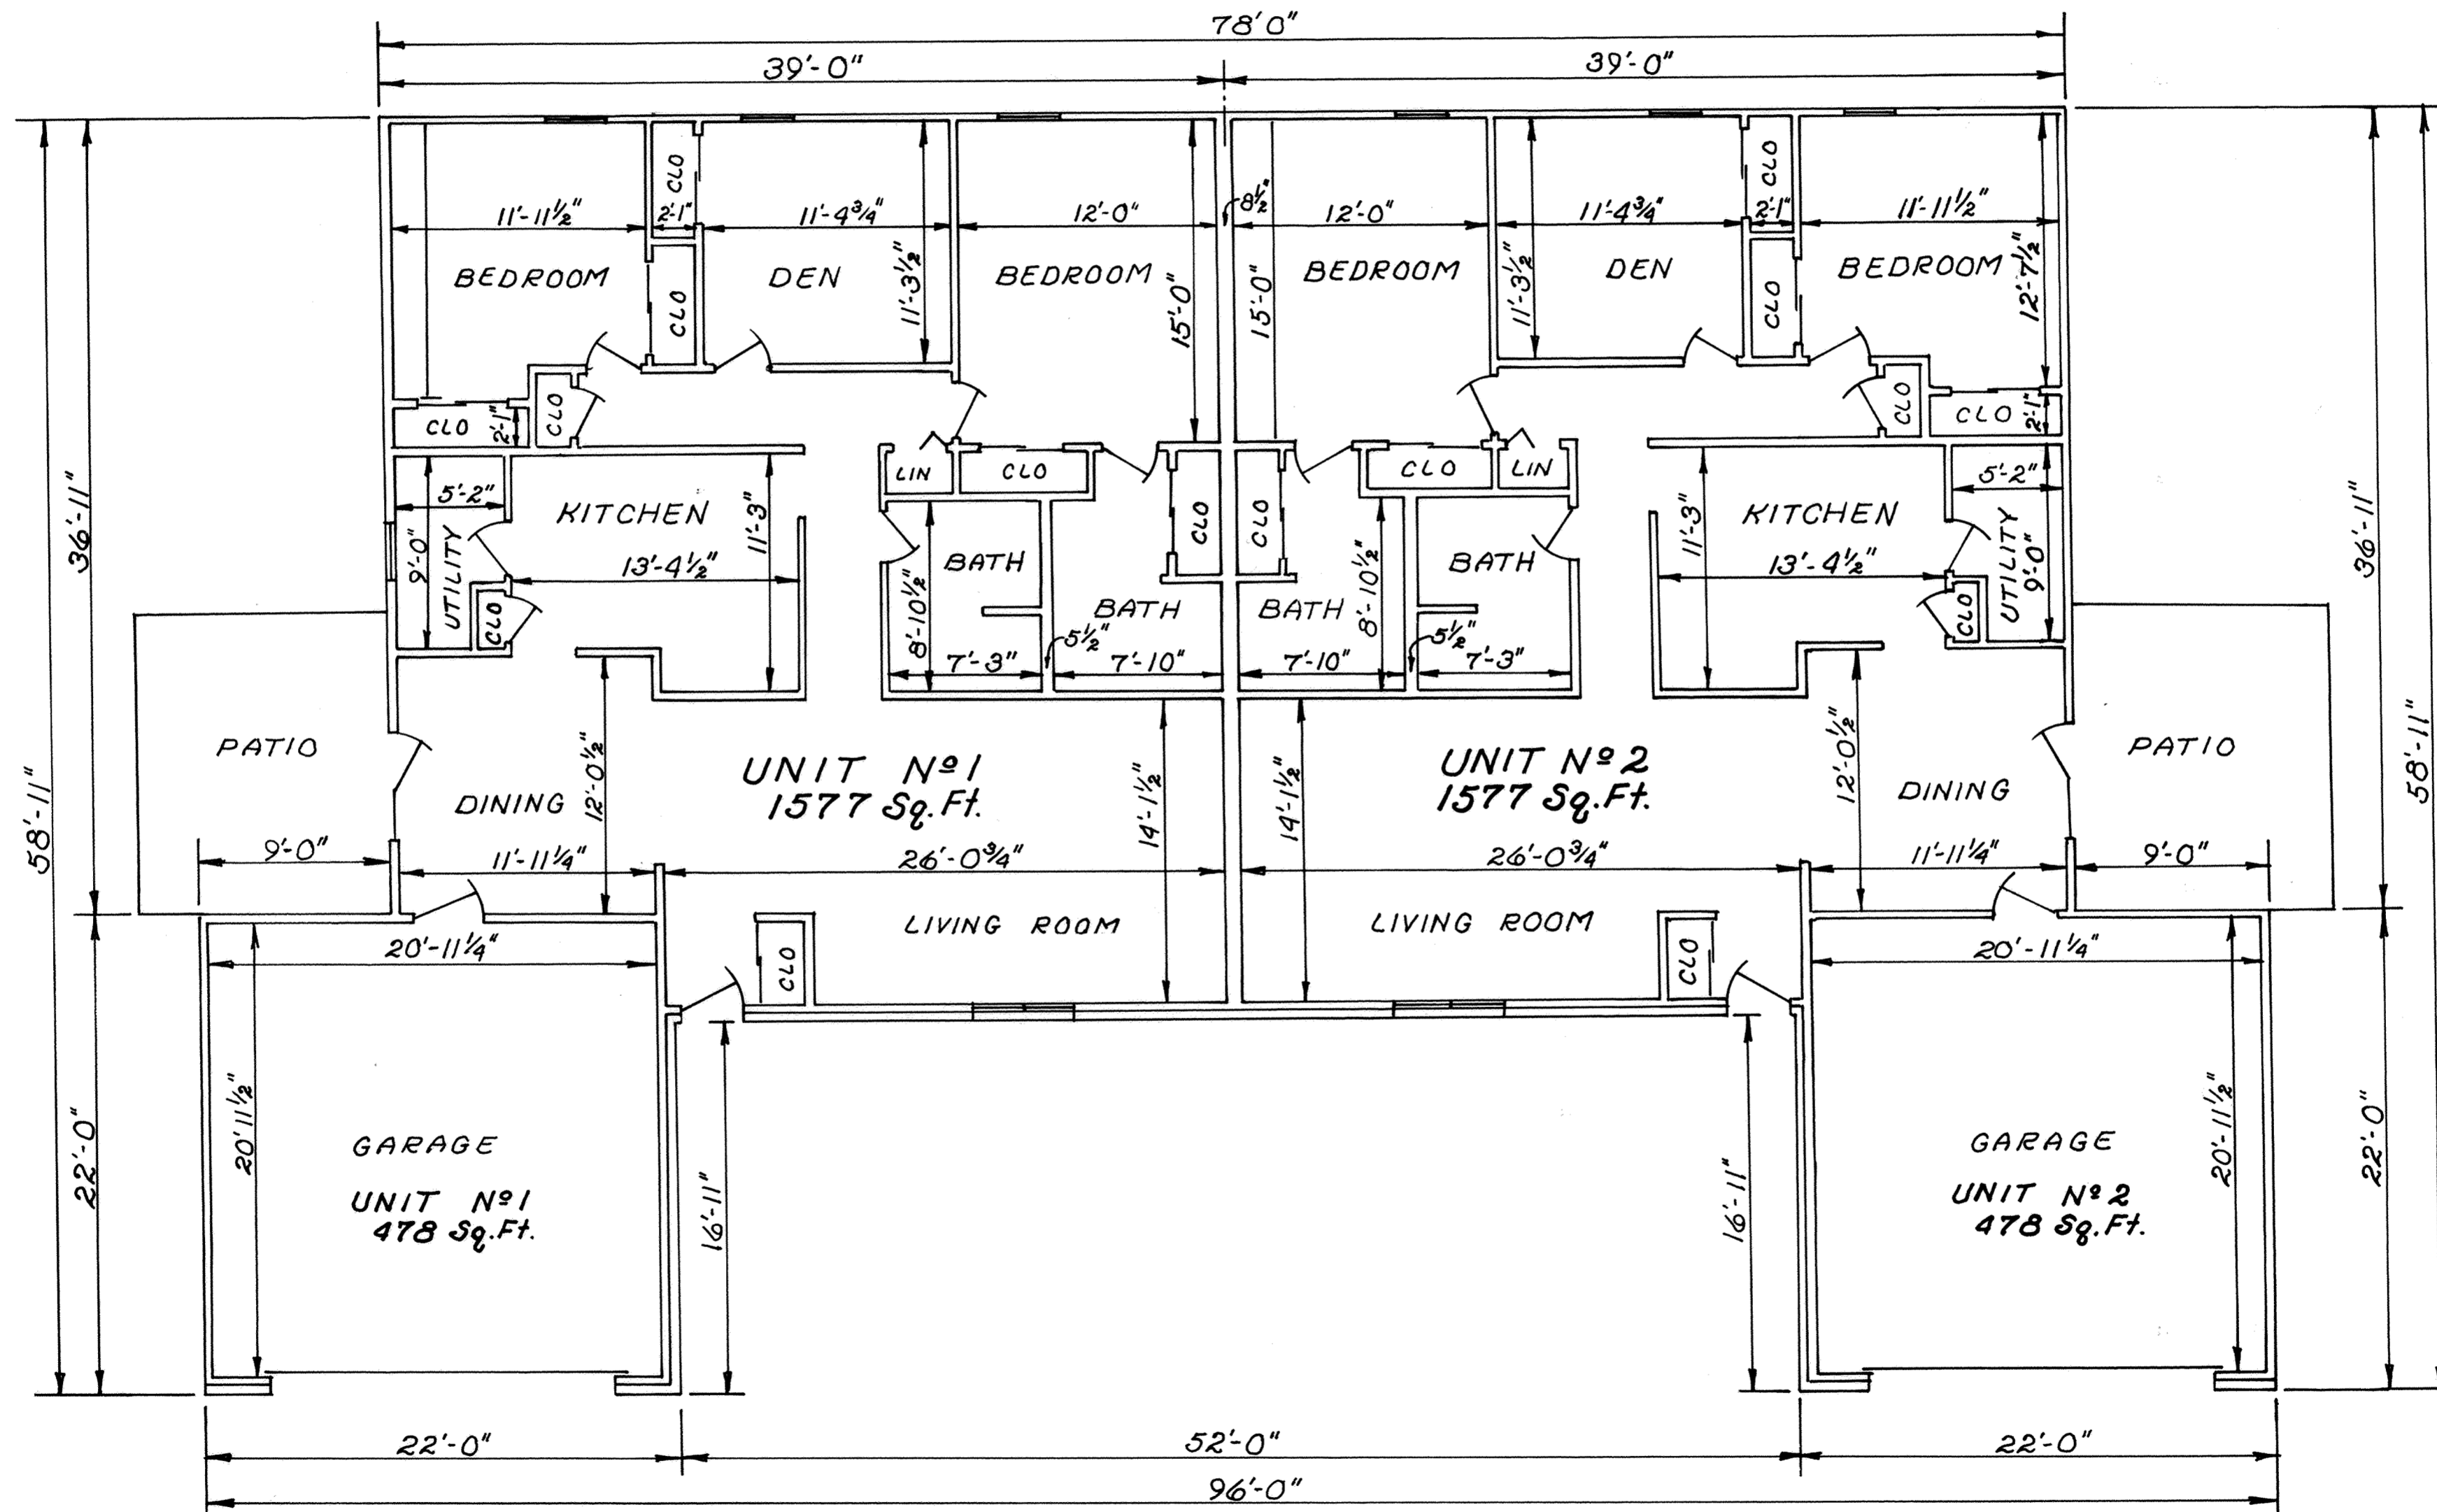 78'0"
39'-0" 39'-0"
CLO CLO
11'-11½" 2'-1" 11'-4¾" 12'-0" 8½" 12'-0" 11'-4¾" 2'-1" 11'-11½"
BEDROOM DEN BEDROOM BEDROOM DEN BEDROOM
CLO 11'-3½" 15'-0" 15'-0" 11'-3½" CLO 12'-7½"
CLO 2'-1" CLO CLO CLO 2'-1"
LIN CLO CLO LIN
36'-11" 5'-2" KITCHEN 11'-3" CLO CLO 11'-3" KITCHEN 5'-2" 36'-11"
9'-0" UTILITY 13'-4½" BATH BATH 13'-4½" UTILITY 9'-0"
CLO 8'-10½" BATH BATH 8'-10½" CLO
7'-3" 5½" 7'-10" 7'-10" 5½" 7'-3"
PATIO PATIO
UNIT Nº1 UNIT Nº2
1577 Sq.Ft. 1577 Sq.Ft.
58'-11" DINING 12'-0½" 14'-1½" 14'-1½" 12'-0½" DINING 58'-11"
9'-0" 11'-11¼" 26'-0¾" 26'-0¾" 11'-11¼" 9'-0"
LIVING ROOM LIVING ROOM
20'-11¼" CLO CLO 20'-11¼"
22'-0" 20'11½" GARAGE GARAGE 20'-11½" 22'-0"
UNIT Nº1 16'-11" 16'-11" UNIT Nº2
478 Sq.Ft. 478 Sq.Ft.
22'-0" 52'-0" 22'-0"
96'-0"